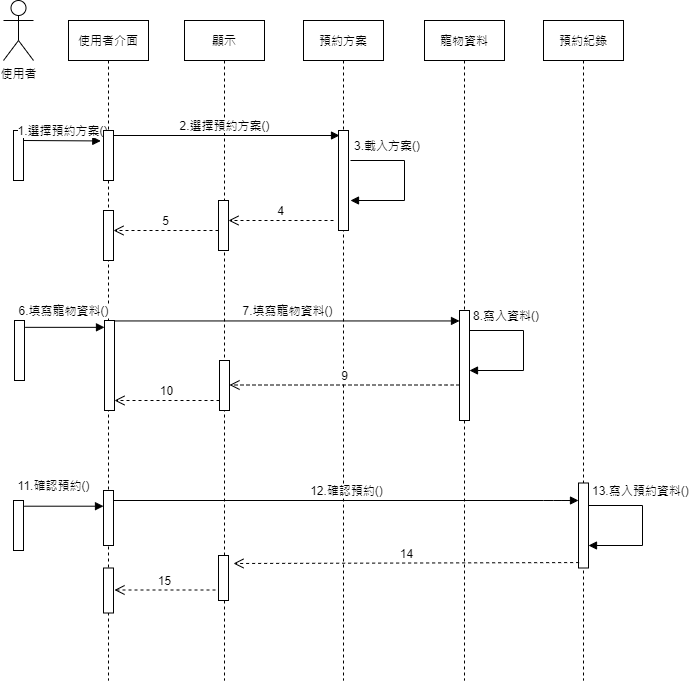 使用者介面
顯示
預約方案
寵物資料
預約紀錄
使用者
1.選擇預約方案()
2.選擇預約方案()
3.載入方案()
4
5
6.填寫寵物資料()
7.填寫寵物資料()
8.寫入資料()
9
10
11.確認預約()
12.確認預約()
13.寫入預約資料()
14
15